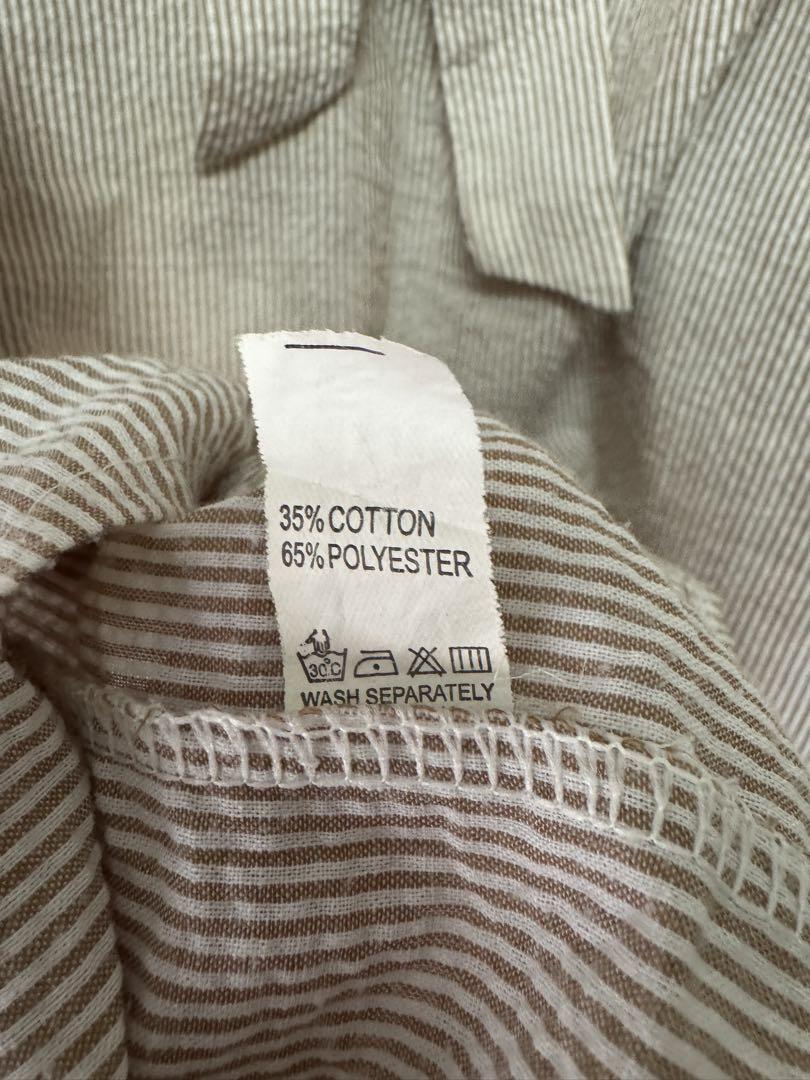 35% COTTON
65% POLYESTER
30°C
WASH SEPARATELY